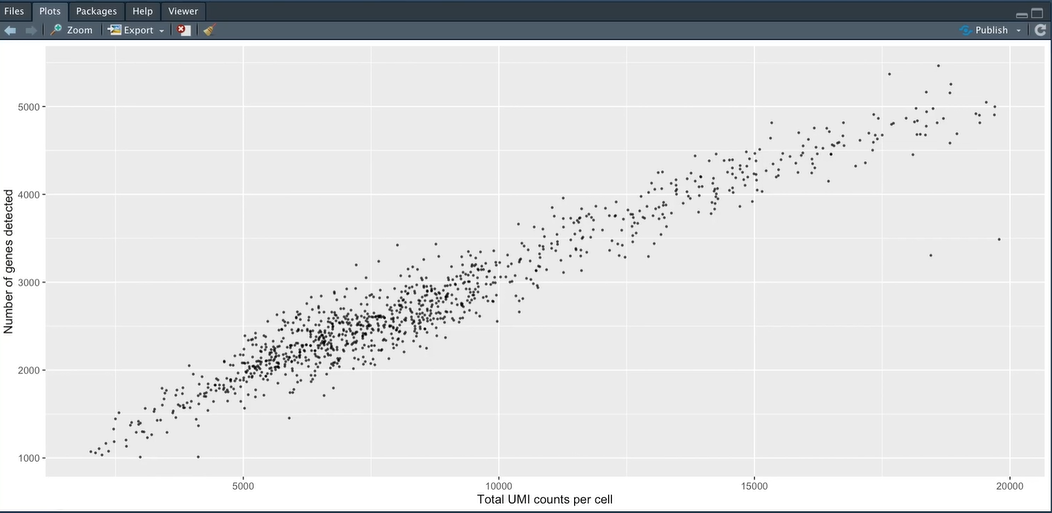 Files Plots Packages Help Viewer
Zoom Export Publish
Number of genes detected
5000
4000
3000
2000
1000
5000 10000 15000 20000
Total UMI counts per cell